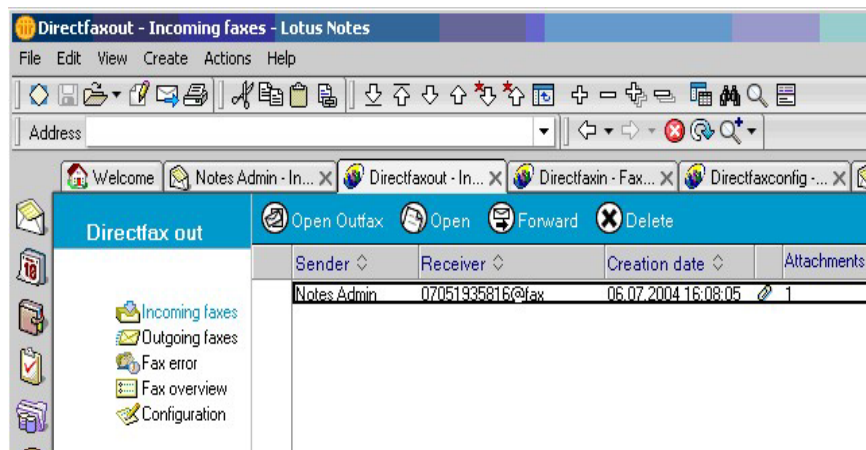 Directfaxout - Incoming faxes - Lotus Notes
File Edit View Create Actions Help
Address
Welcome Notes Admin - In... Directfaxout - In... Directfaxin - Fax... Directfaxconfig -...
Directfax out
Open Outfax Open Forward Delete
Sender Receiver Creation date Attachments
Notes Admin 07051935816@fax 06.07.2004 16:08:05 1
Incoming faxes
Outgoing faxes
Fax error
Fax overview
Configuration